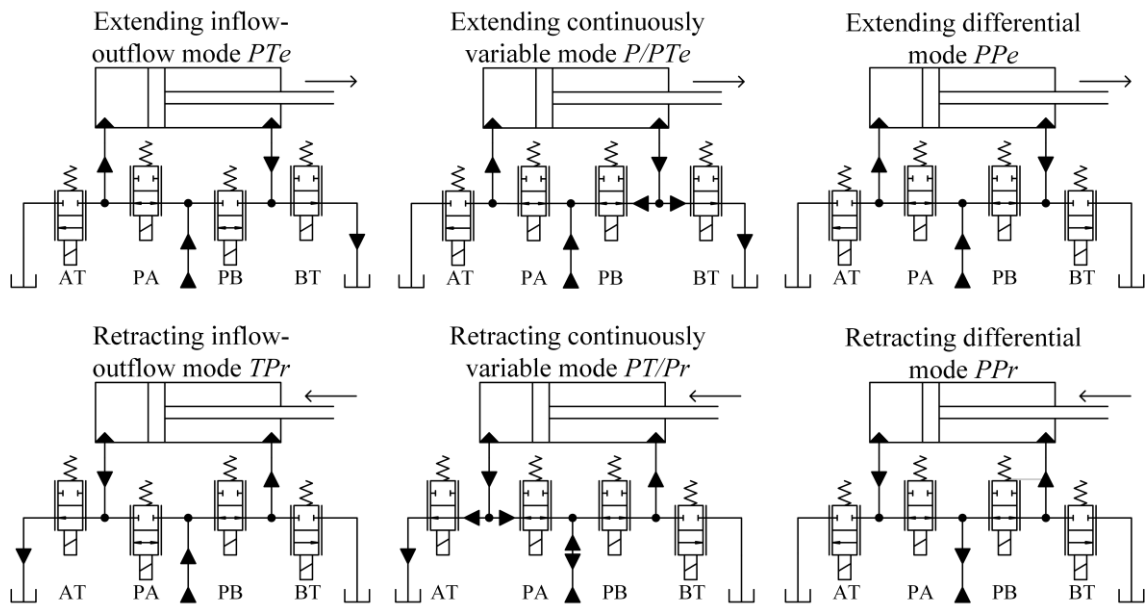 Extending inflow-
outflow mode PTe
Extending continuously
variable mode P/PTe
Extending differential
mode PPe
AT PA PB BT
AT PA PB BT
AT PA PB BT
Retracting inflow-
outflow mode TPr
Retracting continuously
variable mode PT/Pr
Retracting differential
mode PPr
AT PA PB BT
AT PA PB BT
AT PA PB BT